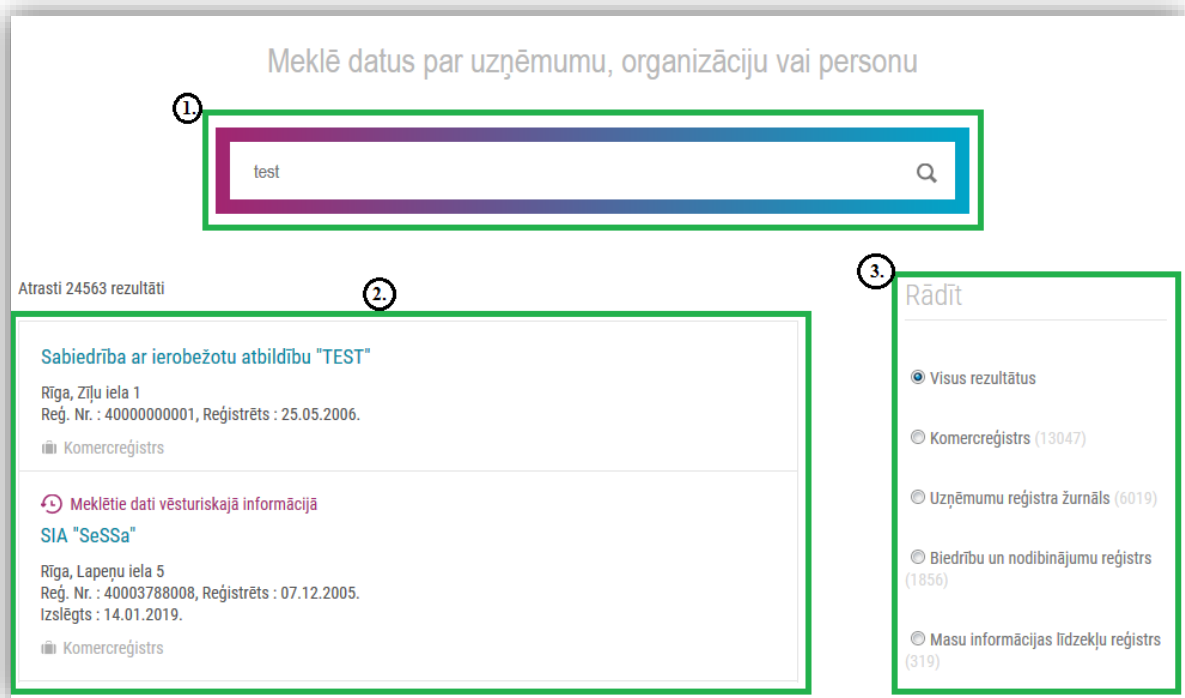 Meklē datus par uzņēmumu, organizāciju vai personu
1.
test
Atrasti 24563 rezultāti
2.
Sabiedrība ar ierobežotu atbildību "TEST"
Rīga, Zīļu iela 1
Reģ. Nr. : 40000000001, Reģistrēts : 25.05.2006.
Komercreģistrs
Meklētie dati vēsturiskajā informācijā
SIA "SeSSa"
Rīga, Lapeņu iela 5
Reģ. Nr. : 40003788008, Reģistrēts : 07.12.2005.
Izslēgts : 14.01.2019.
Komercreģistrs
3.
Rādīt
Visus rezultātus
Komercreģistrs (13047)
Uzņēmumu reģistra žurnāls (6019)
Biedrību un nodibinājumu reģistrs
(1856)
Masu informācijas līdzekļu reģistrs
(319)